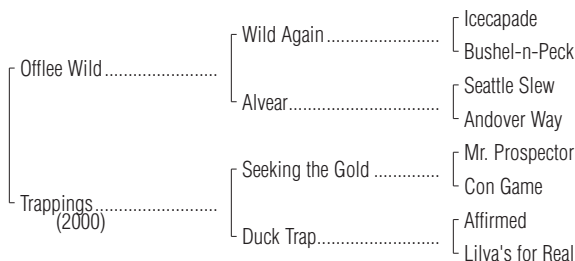 Icecapade
Wild Again
Bushel-n-Peck
Offlee Wild
Seattle Slew
Alvear
Andover Way
Mr. Prospector
Seeking the Gold
Con Game
Trappings
(2000)
Affirmed
Duck Trap
Lilya's for Real